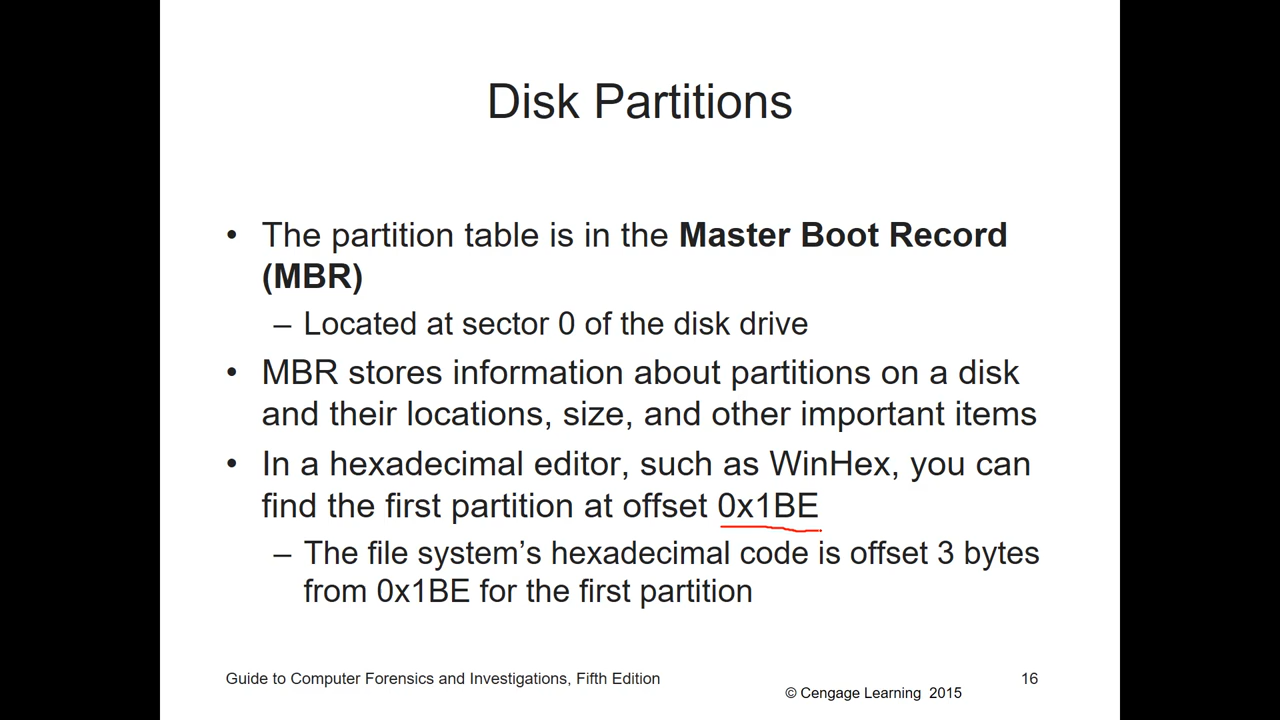 Disk Partitions
• The partition table is in the Master Boot Record
(MBR)
– Located at sector 0 of the disk drive
• MBR stores information about partitions on a disk
and their locations, size, and other important items
• In a hexadecimal editor, such as WinHex, you can
find the first partition at offset 0x1BE
– The file system’s hexadecimal code is offset 3 bytes
from 0x1BE for the first partition
Guide to Computer Forensics and Investigations, Fifth Edition
© Cengage Learning 2015
16